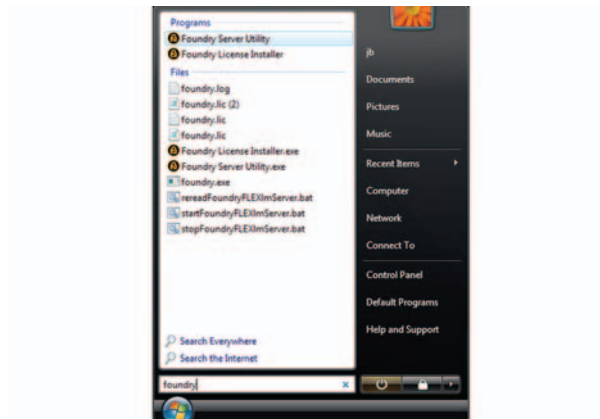 Programs
Foundry Server Utility
Foundry License Installer
Files
foundry.log
foundry.lic (2)
foundry.lic
foundry.lic
Foundry License Installer.exe
Foundry Server Utility.exe
foundry.exe
rereadFoundryFLEXlmServer.bat
startFoundryFLEXlmServer.bat
stopFoundryFLEXlmServer.bat
Search Everywhere
Search the Internet
foundry
jb
Documents
Pictures
Music
Recent Items
Computer
Network
Connect To
Control Panel
Default Programs
Help and Support